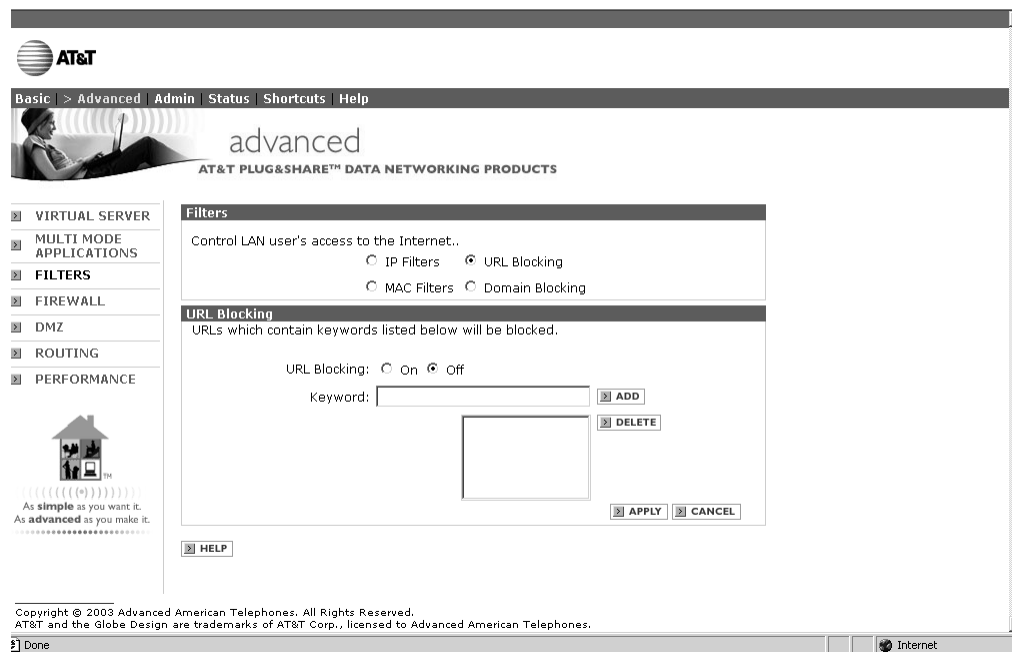 AT&T
Basic | > Advanced | Admin | Status | Shortcuts | Help
advanced
AT&T PLUG&SHARE™ DATA NETWORKING PRODUCTS
VIRTUAL SERVER
MULTI MODE
APPLICATIONS
FILTERS
FIREWALL
DMZ
ROUTING
PERFORMANCE
TM
As simple as you want it.
As advanced as you make it.
Filters
Control LAN user's access to the Internet..
IP Filters URL Blocking
MAC Filters Domain Blocking
URL Blocking
URLs which contain keywords listed below will be blocked.
URL Blocking: On Off
Keyword: ADD
DELETE
APPLY CANCEL
HELP
Copyright © 2003 Advanced American Telephones. All Rights Reserved.
AT&T and the Globe Design are trademarks of AT&T Corp., licensed to Advanced American Telephones.
Done Internet